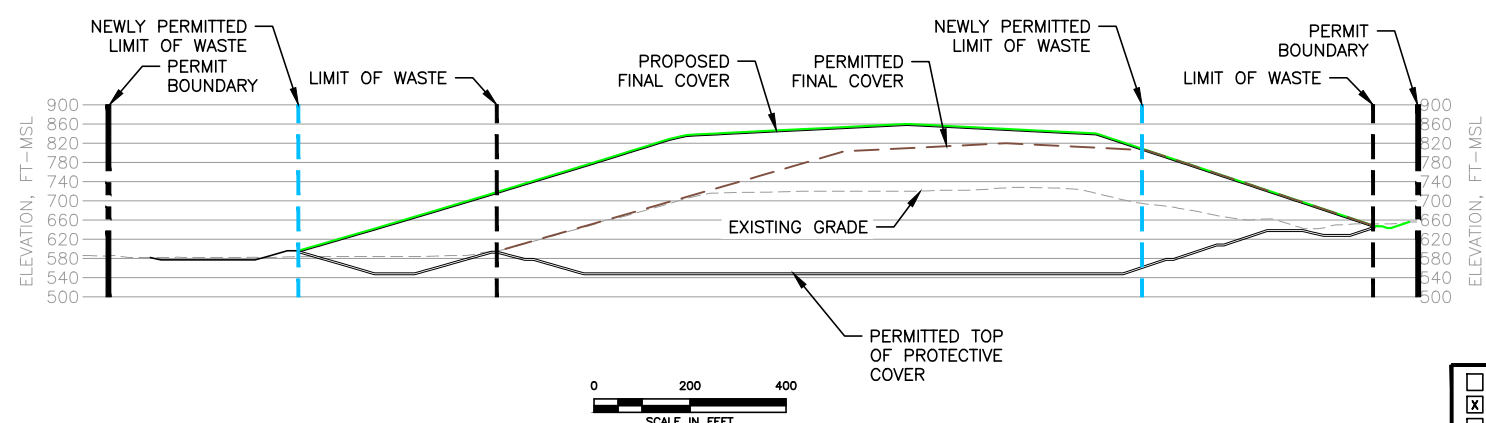 NEWLY PERMITTED
LIMIT OF WASTE
PERMIT
BOUNDARY
LIMIT OF WASTE
PROPOSED
FINAL COVER
PERMITTED
FINAL COVER
NEWLY PERMITTED
LIMIT OF WASTE
PERMIT
BOUNDARY
LIMIT OF WASTE
ELEVATION, FT-MSL
900
860
820
780
740
700
660
620
580
540
500
EXISTING GRADE
900
860
820
780
740
700
660
620
580
540
500
ELEVATION, FT-MSL
PERMITTED TOP
OF PROTECTIVE
COVER
0 200 400
SCALE IN FEET
X